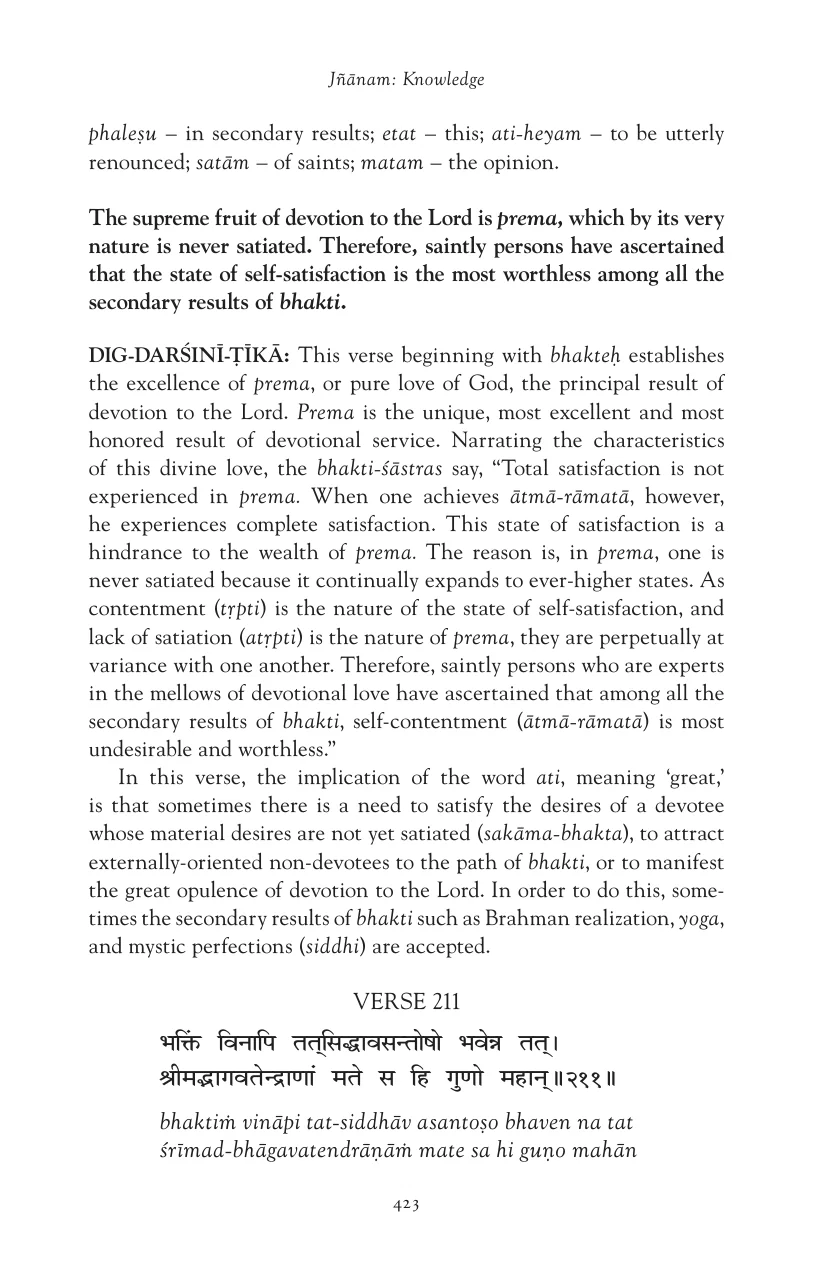 Jñānam: Knowledge
phaleṣu – in secondary results; etat – this; ati-heyam – to be utterly
renounced; satām – of saints; matam – the opinion.
The supreme fruit of devotion to the Lord is prema, which by its very
nature is never satiated. Therefore, saintly persons have ascertained
that the state of self-satisfaction is the most worthless among all the
secondary results of bhakti.
DIG-DARŚINĪ-ṬĪKĀ: This verse beginning with bhakteḥ establishes
the excellence of prema, or pure love of God, the principal result of
devotion to the Lord. Prema is the unique, most excellent and most
honored result of devotional service. Narrating the characteristics
of this divine love, the bhakti-śāstras say, “Total satisfaction is not
experienced in prema. When one achieves ātmā-rāmatā, however,
he experiences complete satisfaction. This state of satisfaction is a
hindrance to the wealth of prema. The reason is, in prema, one is
never satiated because it continually expands to ever-higher states. As
contentment (tṛpti) is the nature of the state of self-satisfaction, and
lack of satiation (atṛpti) is the nature of prema, they are perpetually at
variance with one another. Therefore, saintly persons who are experts
in the mellows of devotional love have ascertained that among all the
secondary results of bhakti, self-contentment (ātmā-rāmatā) is most
undesirable and worthless.”
In this verse, the implication of the word ati, meaning ‘great,’
is that sometimes there is a need to satisfy the desires of a devotee
whose material desires are not yet satiated (sakāma-bhakta), to attract
externally-oriented non-devotees to the path of bhakti, or to manifest
the great opulence of devotion to the Lord. In order to do this, some-
times the secondary results of bhakti such as Brahman realization, yoga,
and mystic perfections (siddhi) are accepted.
VERSE 211
भक्तिं विनापि तत्‌सिद्धावसन्तोषो भवेन्न तत्।
श्रीमद्भागवतेन्द्राणां मते स हि गुणो महान्॥२११॥
bhaktiṁ vināpi tat-siddhāv asantoṣo bhaven na tat
śrīmad-bhāgavatendrāṇāṁ mate sa hi guṇo mahān
423